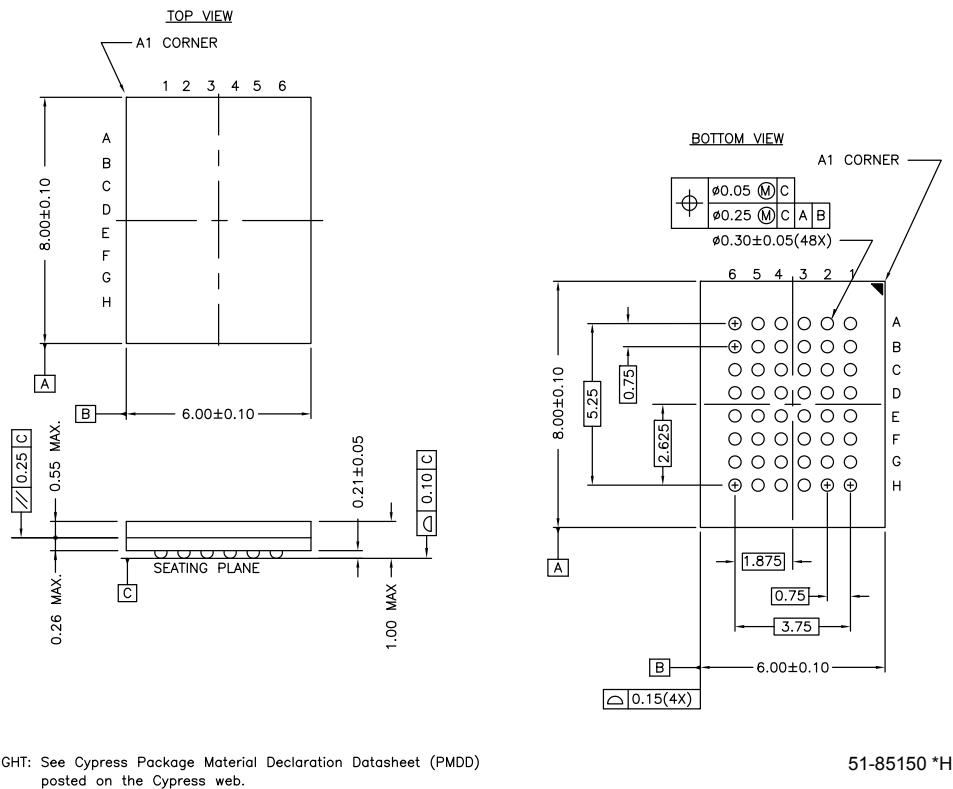 TOP VIEW
A1 CORNER
1 2 3 4 5 6
A
B
C
D
E
F
G
H
8.00±0.10
A
B
6.00±0.10
// 0.25 C
0.55 MAX.
0.26 MAX.
0.21±0.05
0.10 C
1.00 MAX
SEATING PLANE
C
BOTTOM VIEW
A1 CORNER
ø0.05 Ⓜ C
ø0.25 Ⓜ C A B
ø0.30±0.05(48X)
6 5 4 3 2 1
A
B
C
D
E
F
G
H
8.00±0.10
5.25
0.75
2.625
A
1.875
0.75
3.75
B
6.00±0.10
0.15(4X)
GHT: See Cypress Package Material Declaration Datasheet (PMDD)
posted on the Cypress web.
51-85150 *H